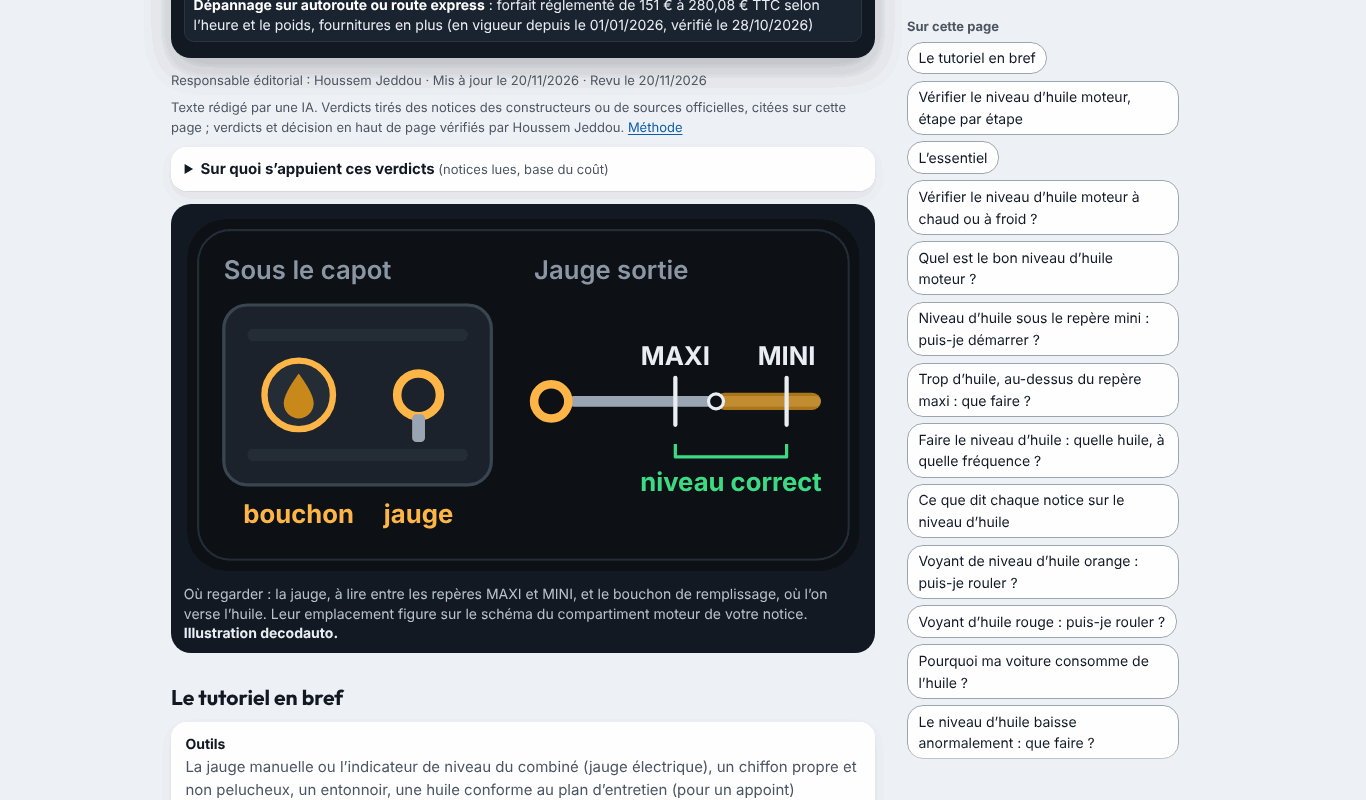 Dépannage sur autoroute ou route express : forfait réglementé de 151 € à 280,08 € TTC selon
l’heure et le poids, fournitures en plus (en vigueur depuis le 01/01/2026, vérifié le 28/10/2026)
Responsable éditorial : Houssem Jeddou · Mis à jour le 20/11/2026 · Revu le 20/11/2026
Texte rédigé par une IA. Verdicts tirés des notices des constructeurs ou de sources officielles, citées sur cette
page ; verdicts et décision en haut de page vérifiés par Houssem Jeddou. Méthode
Sur quoi s’appuient ces verdicts (notices lues, base du coût)
Sous le capot
Jauge sortie
MAXI MINI
niveau correct
bouchon jauge
Où regarder : la jauge, à lire entre les repères MAXI et MINI, et le bouchon de remplissage, où l’on
verse l’huile. Leur emplacement figure sur le schéma du compartiment moteur de votre notice.
Illustration decodauto.
Le tutoriel en bref
Outils
La jauge manuelle ou l’indicateur de niveau du combiné (jauge électrique), un chiffon propre et
non pelucheux, un entonnoir, une huile conforme au plan d’entretien (pour un appoint)
Sur cette page
Le tutoriel en bref
Vérifier le niveau d’huile moteur,
étape par étape
L’essentiel
Vérifier le niveau d’huile moteur à
chaud ou à froid ?
Quel est le bon niveau d’huile
moteur ?
Niveau d’huile sous le repère mini :
puis-je démarrer ?
Trop d’huile, au-dessus du repère
maxi : que faire ?
Faire le niveau d’huile : quelle huile, à
quelle fréquence ?
Ce que dit chaque notice sur le
niveau d’huile
Voyant de niveau d’huile orange :
puis-je rouler ?
Voyant d’huile rouge : puis-je rouler ?
Pourquoi ma voiture consomme de
l’huile ?
Le niveau d’huile baisse
anormalement : que faire ?